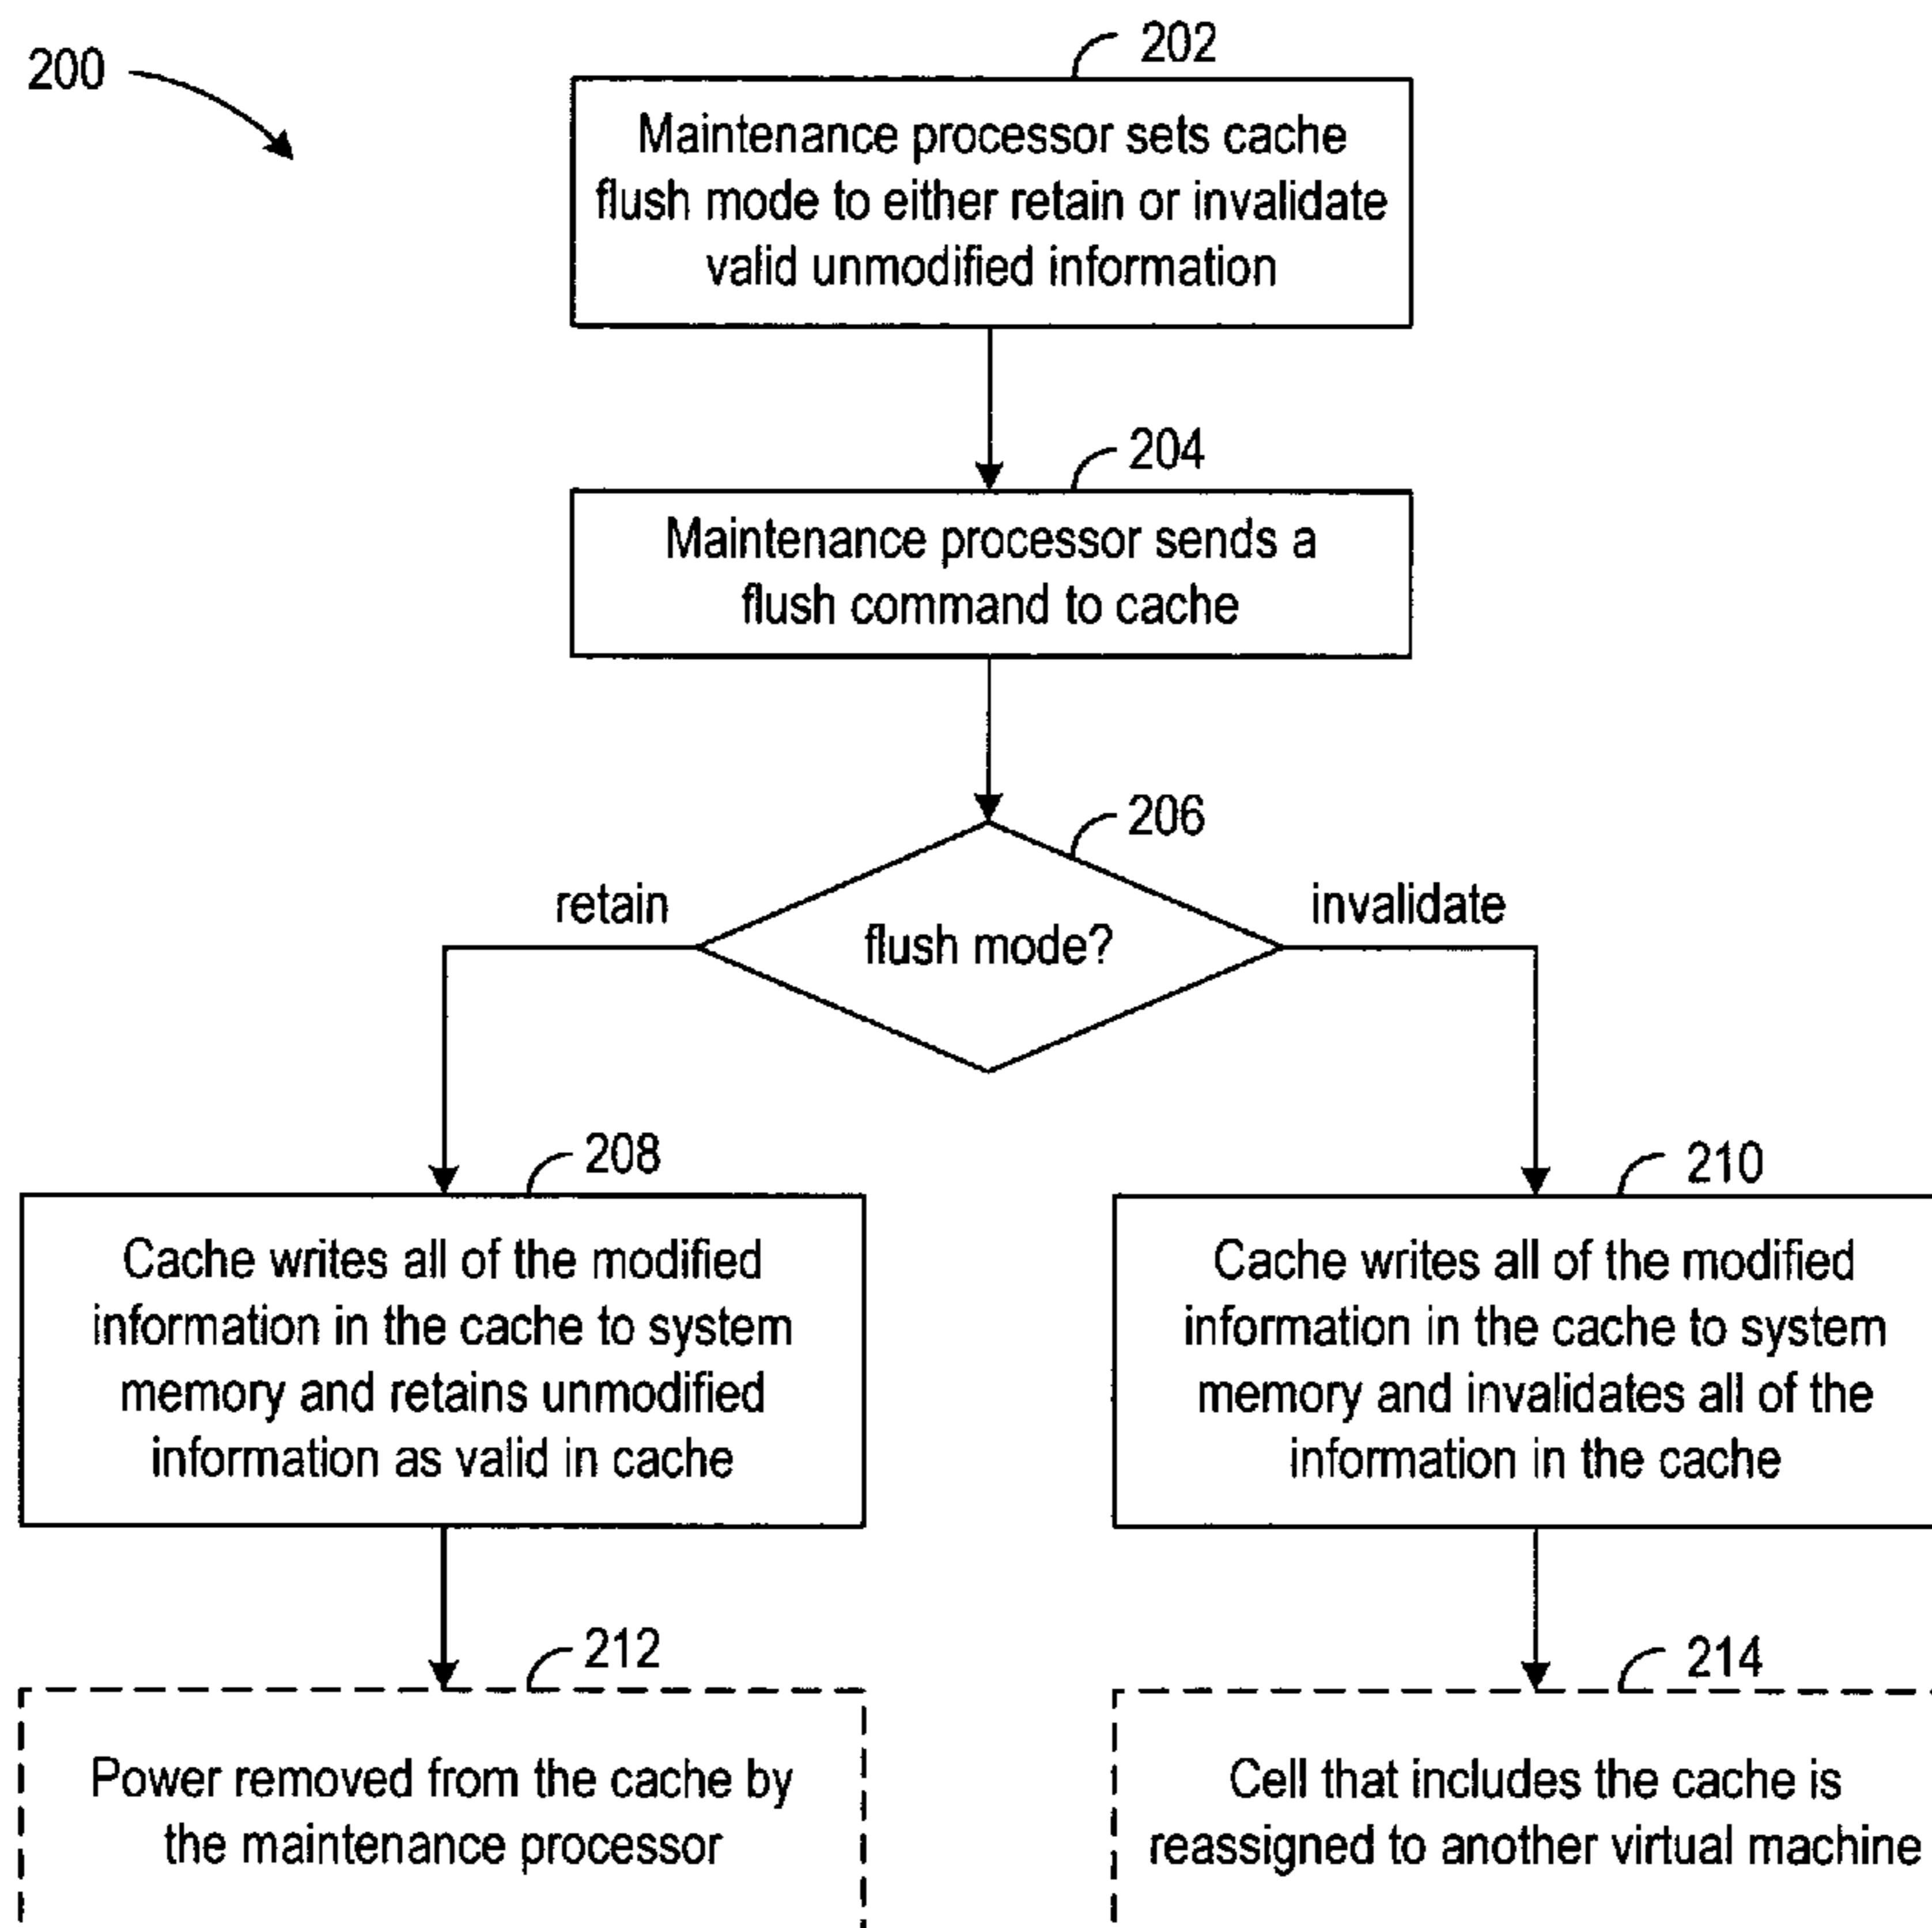 200
202
Maintenance processor sets cache
flush mode to either retain or invalidate
valid unmodified information
204
Maintenance processor sends a
flush command to cache
206
retain
flush mode?
invalidate
208
Cache writes all of the modified
information in the cache to system
memory and retains unmodified
information as valid in cache
210
Cache writes all of the modified
information in the cache to system
memory and invalidates all of the
information in the cache
212
Power removed from the cache by
the maintenance processor
214
Cell that includes the cache is
reassigned to another virtual machine